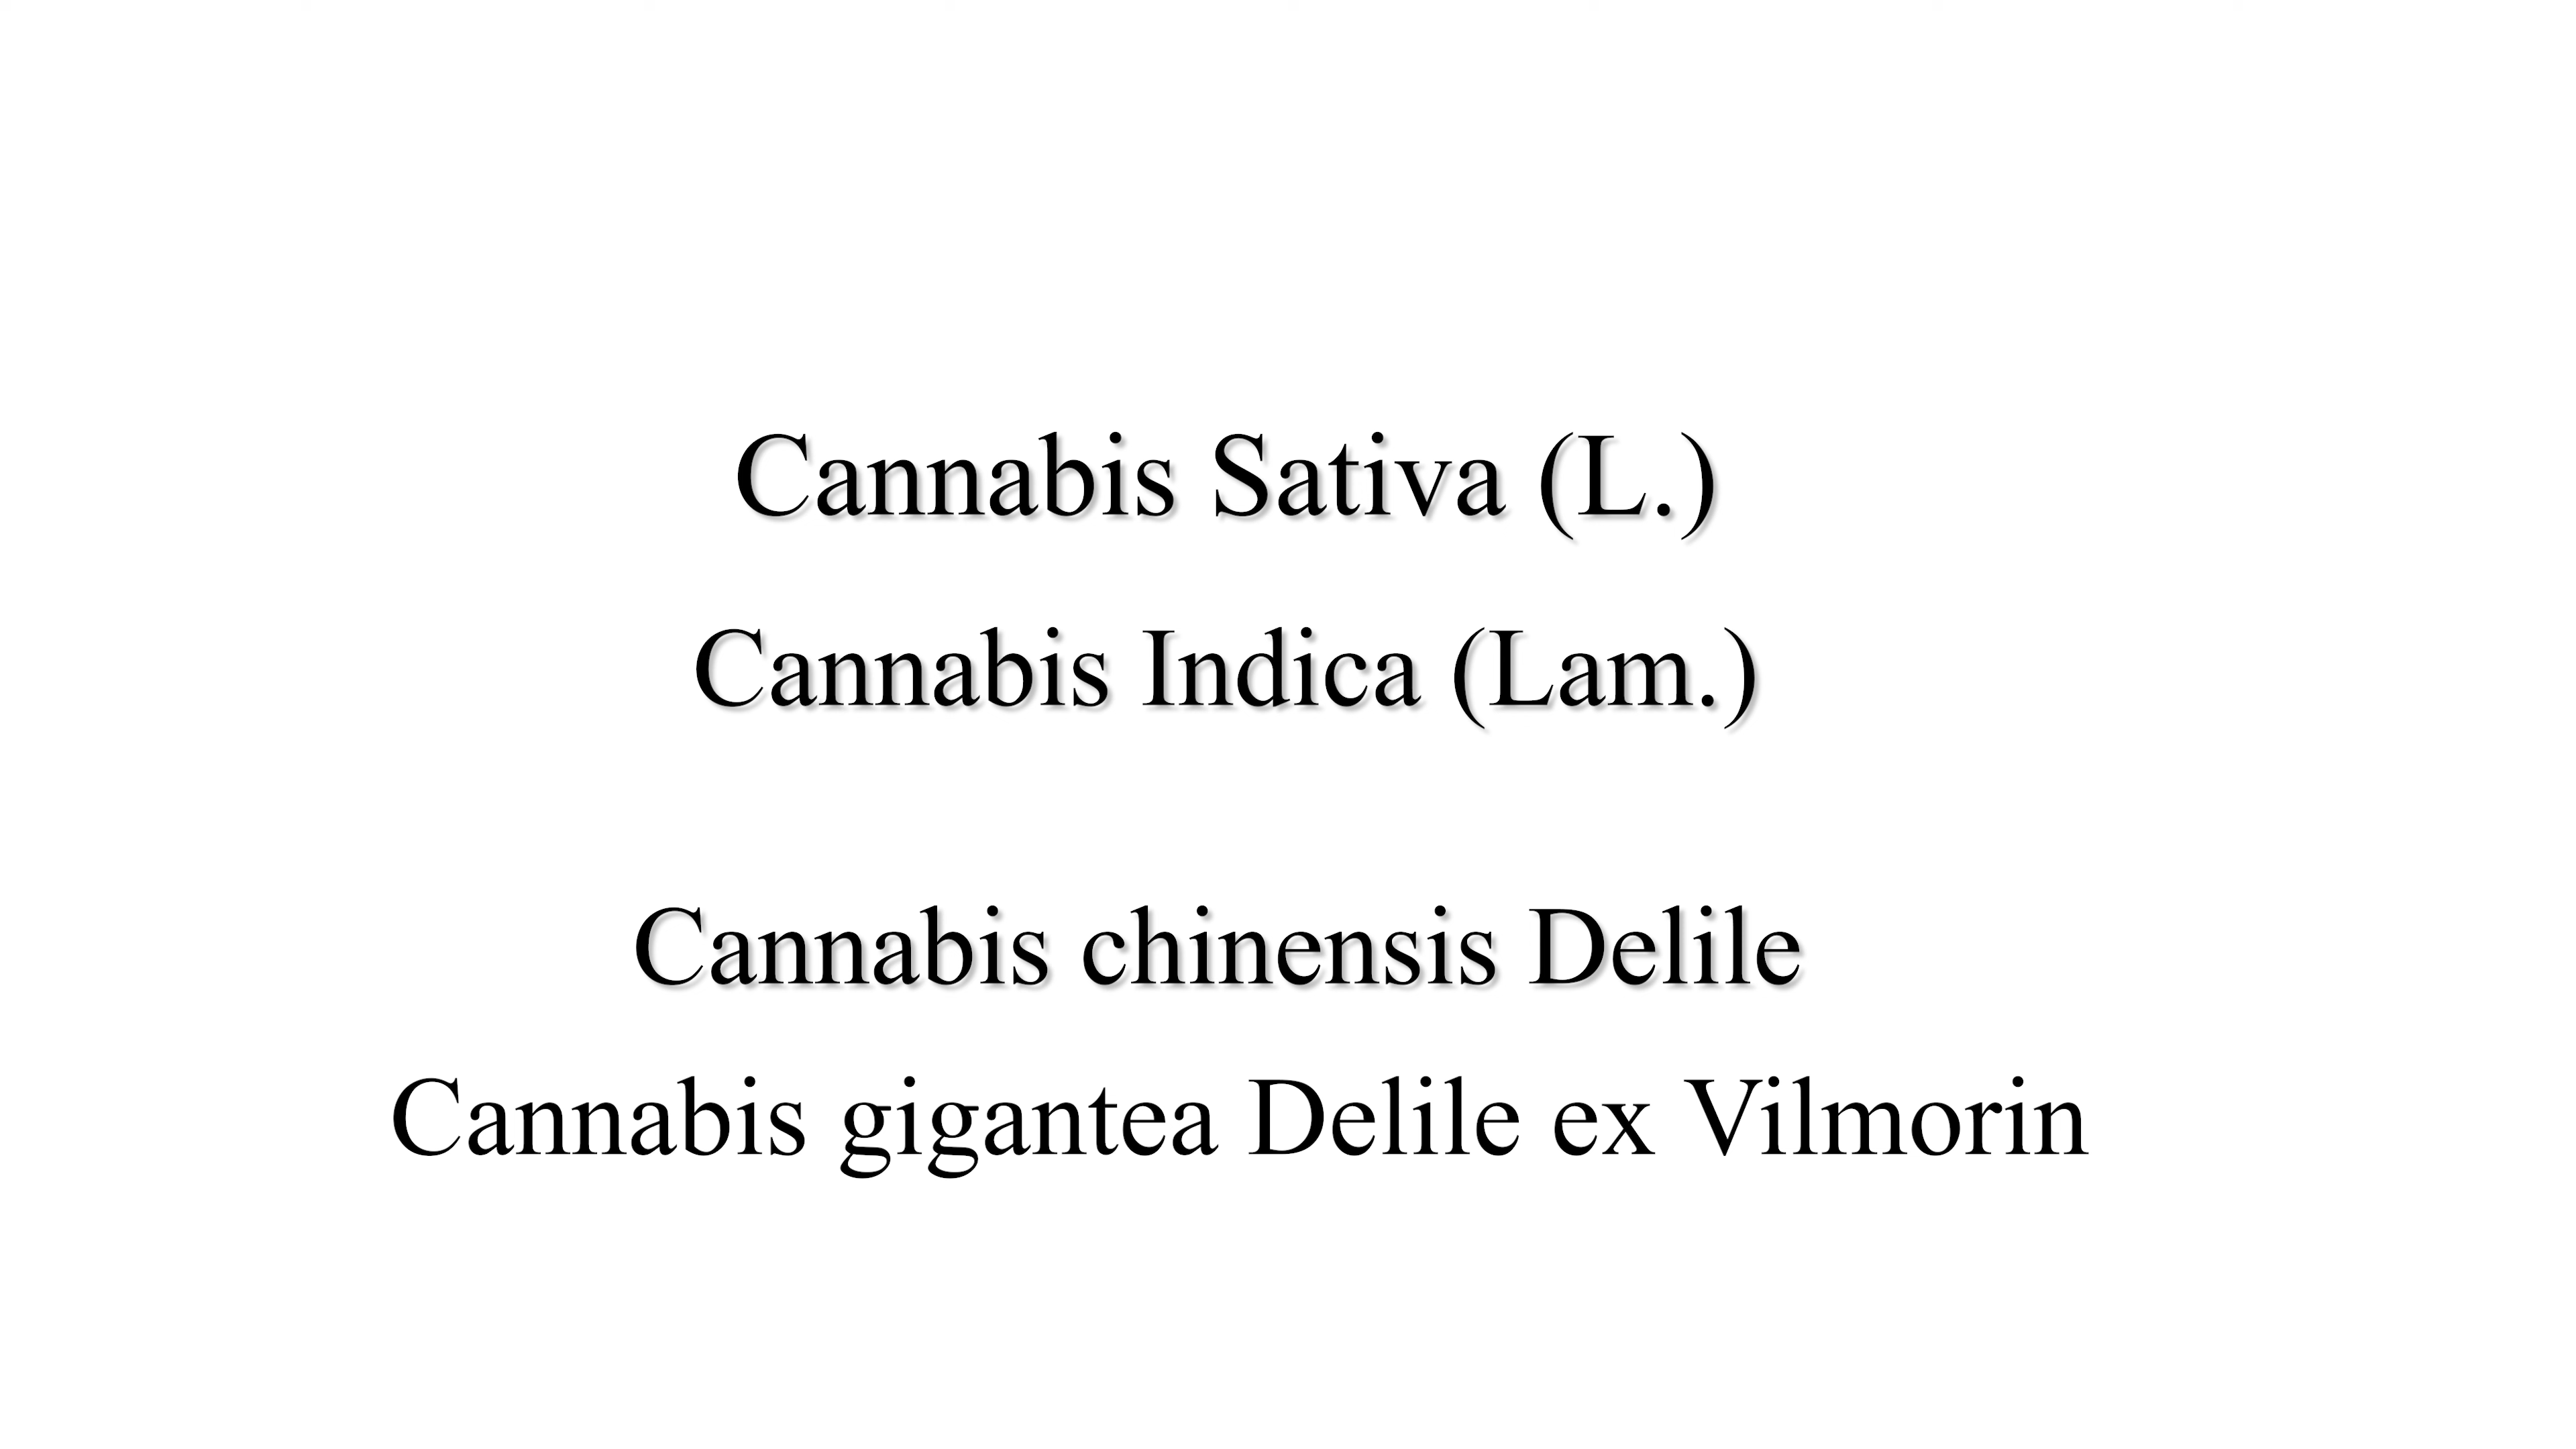 Cannabis Sativa (L.)
Cannabis Indica (Lam.)
Cannabis chinensis Delile
Cannabis gigantea Delile ex Vilmorin